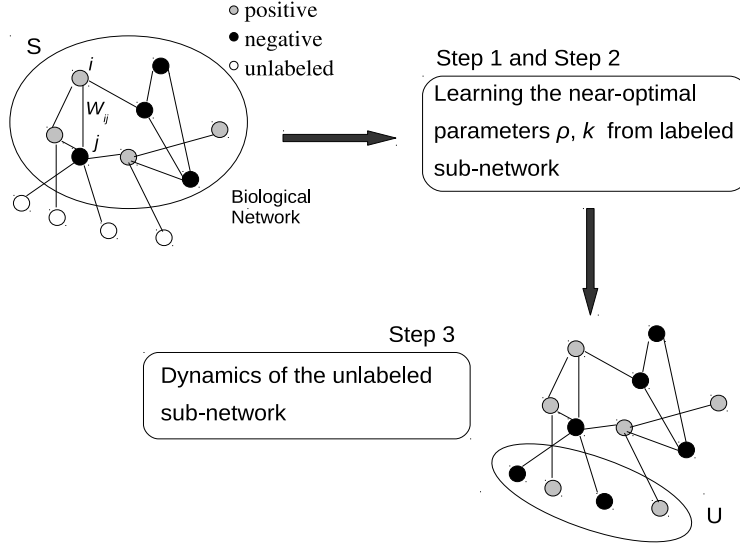 positive
negative
unlabeled
S
i
W_ij
j
Biological
Network
Step 1 and Step 2
Learning the near-optimal
parameters ρ, k from labeled
sub-network
Step 3
Dynamics of the unlabeled
sub-network
U